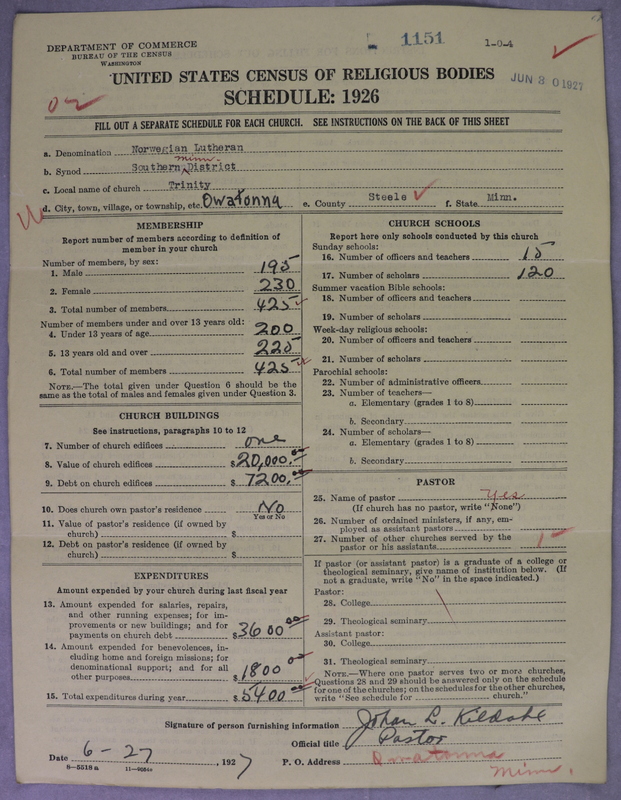 DEPARTMENT OF COMMERCE
BUREAU OF THE CENSUS
WASHINGTON
1151
1-0-4
UNITED STATES CENSUS OF RELIGIOUS BODIES
JUN 30 1927
SCHEDULE: 1926
FILL OUT A SEPARATE SCHEDULE FOR EACH CHURCH. SEE INSTRUCTIONS ON THE BACK OF THIS SHEET
a. Denomination Norwegian Lutheran
b. Synod Southern Minn. District
c. Local name of church Trinity
d. City, town, village, or township, etc. Owatonna e. County Steele f. State Minn.
MEMBERSHIP
Report number of members according to definition of
member in your church
Number of members, by sex:
1. Male 195
2. Female 230
3. Total number of members 425
Number of members under and over 13 years old:
4. Under 13 years of age 200
5. 13 years old and over 225
6. Total number of members 425
NOTE.—The total given under Question 6 should be
the same as the total of males and females given under Question 3.
CHURCH BUILDINGS
See instructions, paragraphs 10 to 12
7. Number of church edifices one
8. Value of church edifices $20,000.00
9. Debt on church edifices $7200.00
10. Does church own pastor's residence No
Yes or No
11. Value of pastor's residence (if owned by
church) $
12. Debt on pastor's residence (if owned by
church) $
EXPENDITURES
Amount expended by your church during last fiscal year
13. Amount expended for salaries, repairs,
and other running expenses; for im-
provements or new buildings; and for
payments on church debt $3600.00
14. Amount expended for benevolences, in-
cluding home and foreign missions; for
denominational support; and for all
other purposes $1800.00
15. Total expenditures during year $5400.00
CHURCH SCHOOLS
Report here only schools conducted by this church
Sunday schools:
16. Number of officers and teachers 15
17. Number of scholars 120
Summer vacation Bible schools:
18. Number of officers and teachers
19. Number of scholars
Week-day religious schools:
20. Number of officers and teachers
21. Number of scholars
Parochial schools:
22. Number of administrative officers
23. Number of teachers—
a. Elementary (grades 1 to 8)
b. Secondary
24. Number of scholars—
a. Elementary (grades 1 to 8)
b. Secondary
PASTOR
25. Name of pastor Yes
(If church has no pastor, write "None")
26. Number of ordained ministers, if any, em-
ployed as assistant pastors
27. Number of other churches served by the
pastor or his assistants 1
If pastor (or assistant pastor) is a graduate of a college or
theological seminary, give name of institution below. (If
not a graduate, write "No" in the space indicated.)
Pastor:
28. College
29. Theological seminary
Assistant pastor:
30. College
31. Theological seminary
NOTE.—Where one pastor serves two or more churches,
Questions 28 and 29 should be answered only on the schedule
for one of the churches; on the schedules for the other churches,
write "See schedule for church."
Signature of person furnishing information Johan L. Kildahl
Official title Pastor
Date 6-27, 1927 P. O. Address Owatonna
Minn.
8-5518a 11-9054a